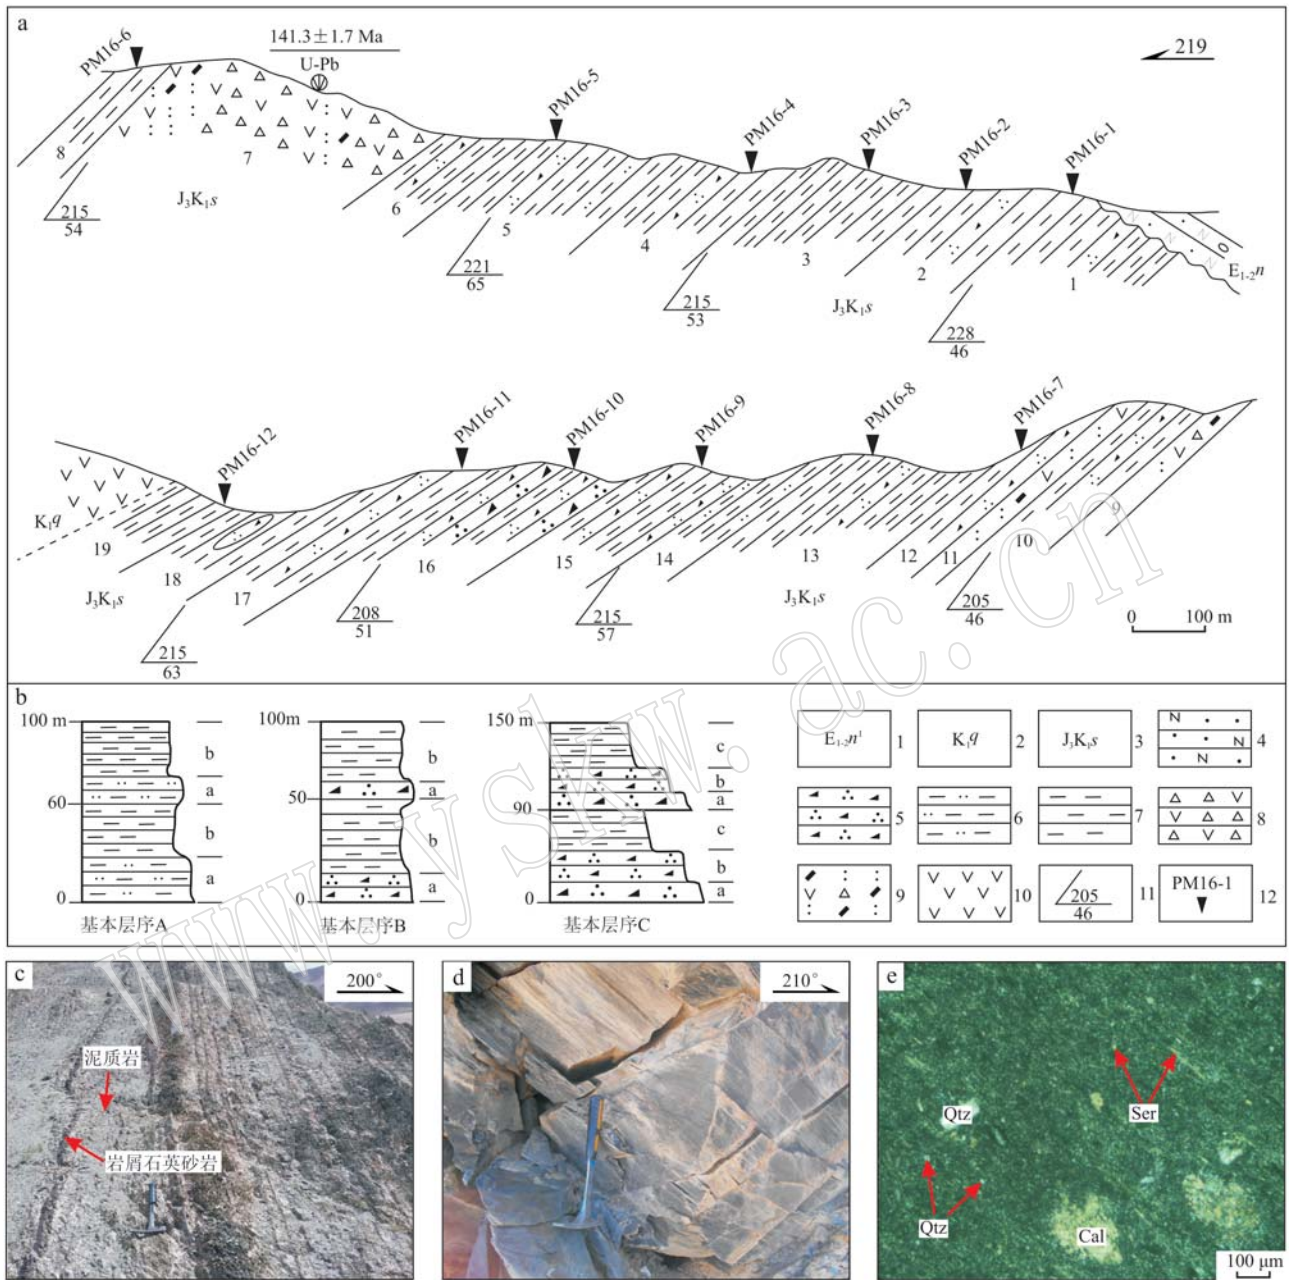 a
PM16-6
141.3±1.7 Ma
U-Pb
PM16-5
PM16-4
PM16-3
PM16-2
PM16-1
219
8
7
6
5
4
3
2
1
0
J₃K₁s
J₃K₁s
E₁₋₂n
215
54
221
65
215
53
228
46
PM16-12
PM16-11
PM16-10
PM16-9
PM16-8
PM16-7
K₁q
19
18
17
16
15
14
13
12
11
10
9
J₃K₁s
J₃K₁s
215
63
208
51
215
57
205
46
0 100 m
b
100 m
60
0
b
a
b
a
基本层序A
100m
50
0
b
a
b
a
基本层序B
150 m
90
0
c
b
a
c
b
a
基本层序C
E₁₋₂n¹ 1
K₁q 2
J₃K₁s 3
N N N N 4
5
6
7
8
9
10
205
46
11
PM16-1 12
c
200°
泥质岩
岩屑石英砂岩
d
210°
e
Qtz
Ser
Qtz
Cal
100 μm
www.yskw.ac.cn